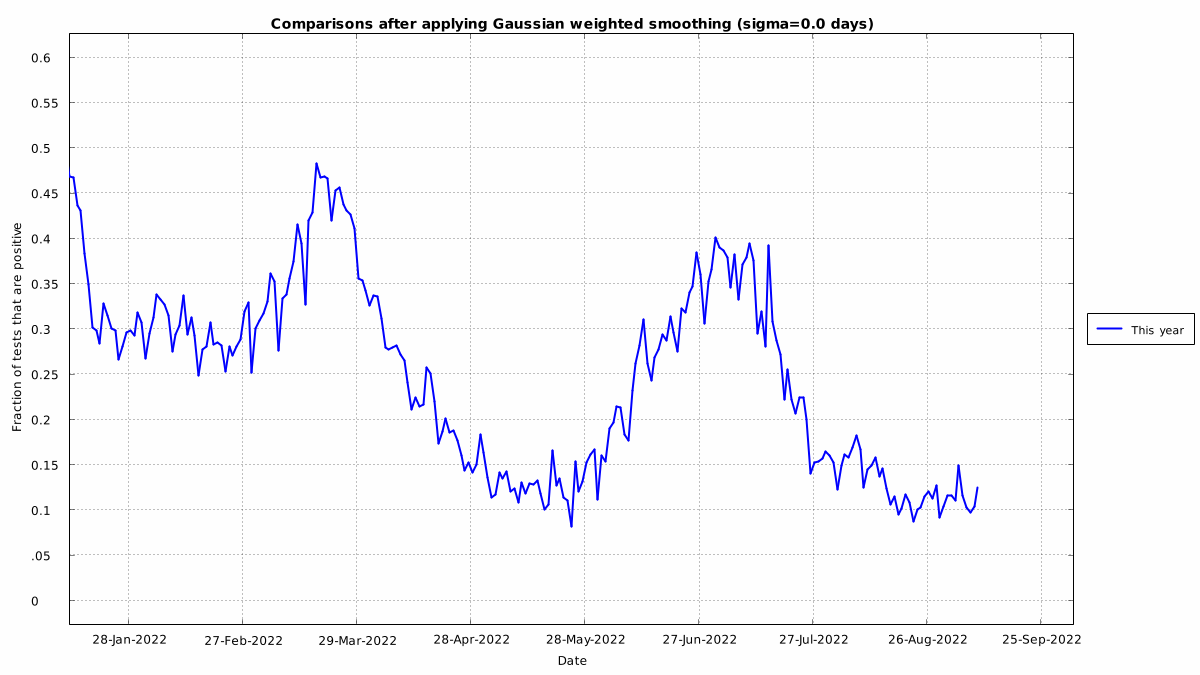 Comparisons after applying Gaussian weighted smoothing (sigma=0.0 days)
0.6
0.55
0.5
0.45
0.4
0.35
0.3
0.25
0.2
0.15
0.1
.05
0
Fraction of tests that are positive
This year
28-Jan-2022 27-Feb-2022 29-Mar-2022 28-Apr-2022 28-May-2022 27-Jun-2022 27-Jul-2022 26-Aug-2022 25-Sep-2022
Date